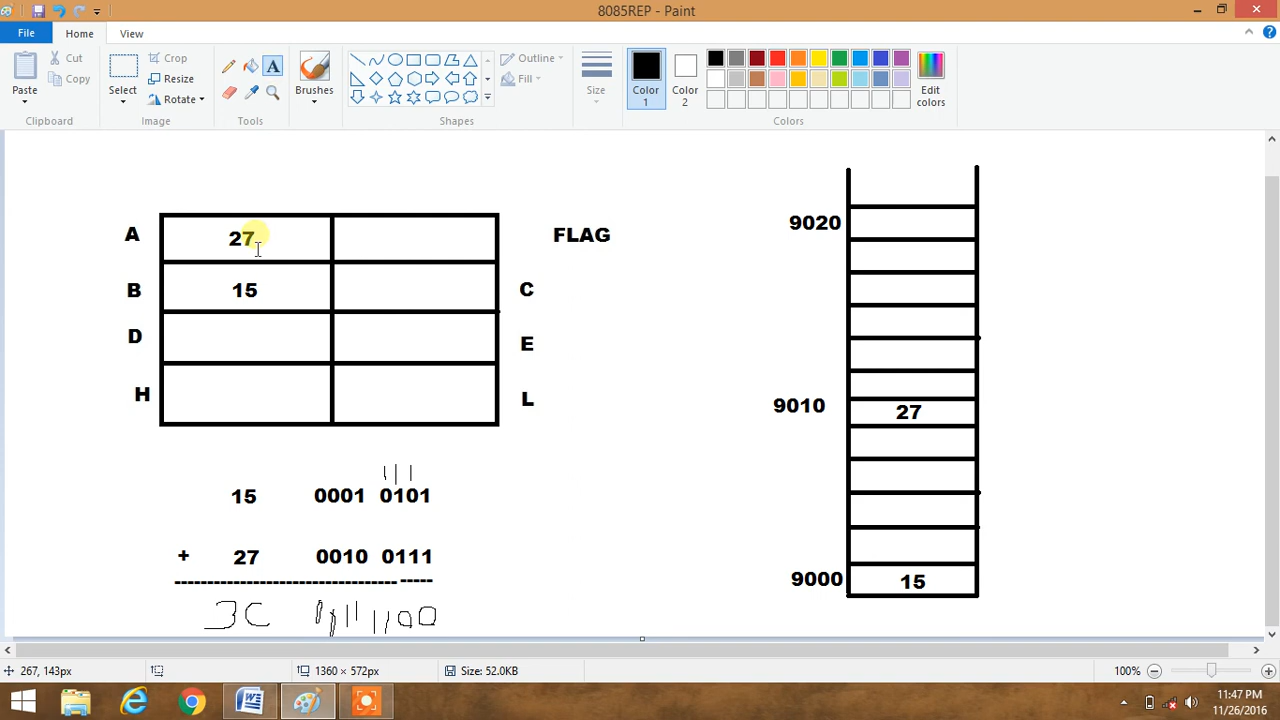 8085REP - Paint
File Home View
Paste
Cut
Copy
Clipboard
Select
Crop
Resize
Rotate
Image
A
Tools
Brushes
Outline
Fill
Shapes
Size
Color 1
Color 2
Edit colors
Colors
A 27 FLAG
B 15 C
D E
H L
15 0001 0101
+ 27 0010 0111
3C 1100
9020
9010 27
9000 15
267, 143px
1360 × 572px
Size: 52.0KB
100%
11:47 PM
11/26/2016